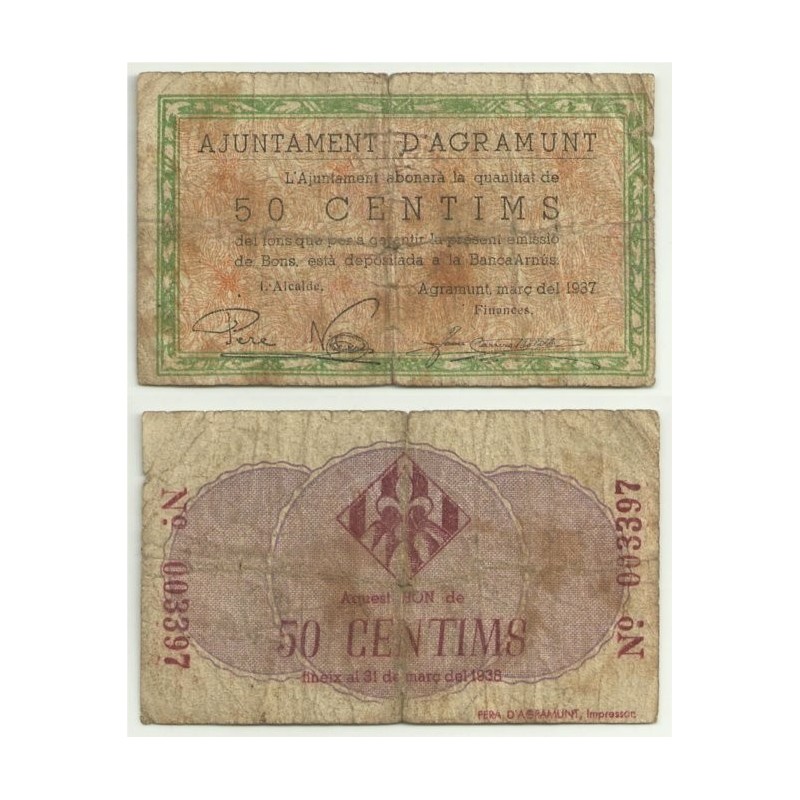 AJUNTAMENT D'AGRAMUNT
L'Ajuntament abonarà la quantitat de
50 CENTIMS
del fons que per a garantir la present emissió
de Bons, está depositada a la Banca Arnús.
L'Alcalde, Agramunt, març del 1937
Finances,
Pere
Nº 003397
Aquest BON de
50 CENTIMS
fineix al 31 de març del 1938
Nº 003397
PERA D'AGRAMUNT, Impressor.